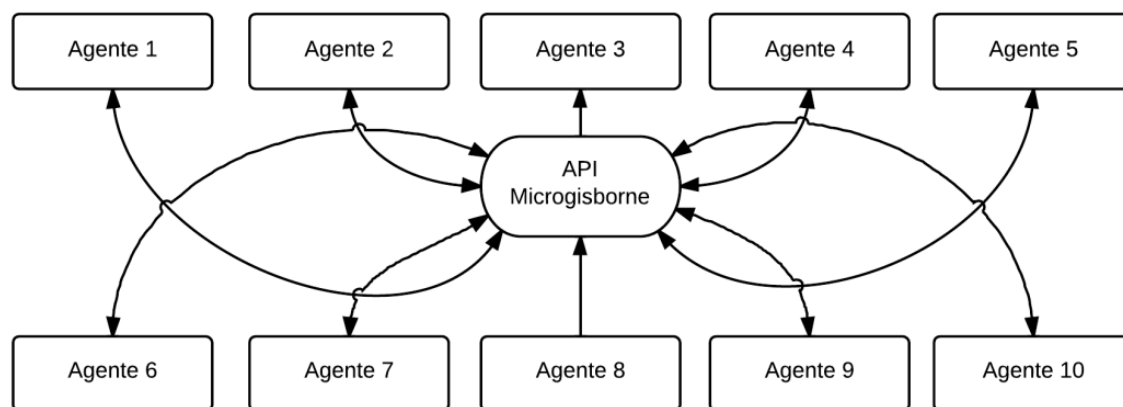 Agente 1
Agente 2
Agente 3
Agente 4
Agente 5
API
Microgisborne
Agente 6
Agente 7
Agente 8
Agente 9
Agente 10